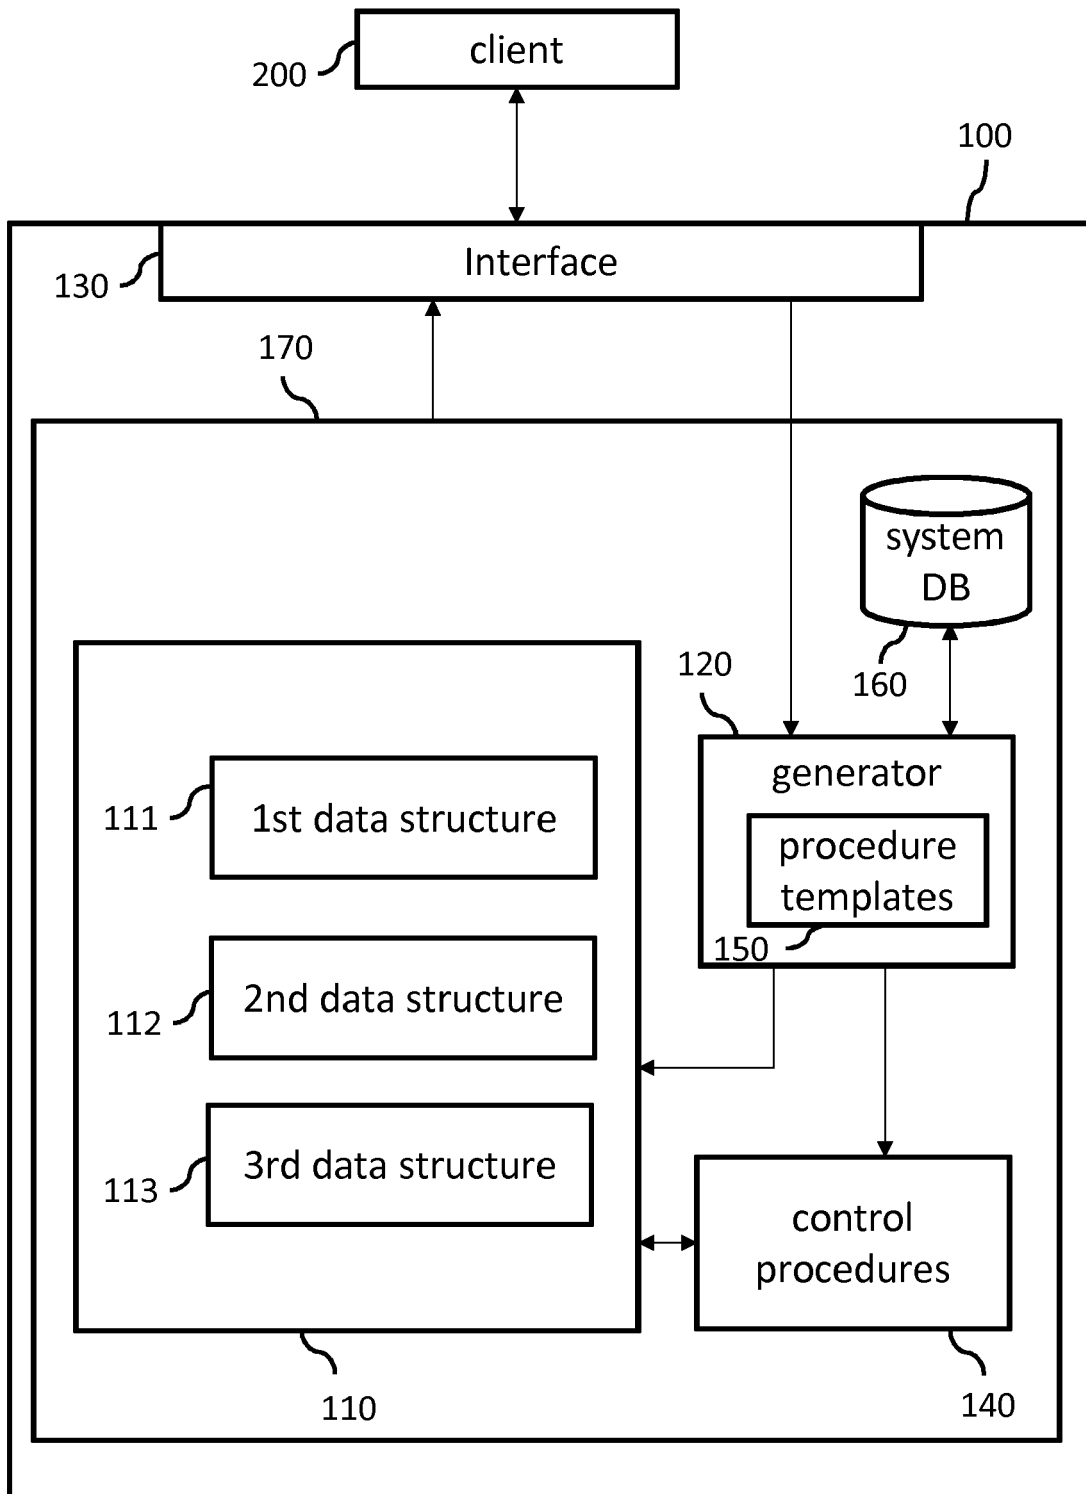 client
200
100
Interface
130
170
system
DB
120
160
generator
111
1st data structure
procedure
templates
150
2nd data structure
112
3rd data structure
113
control
procedures
110
140